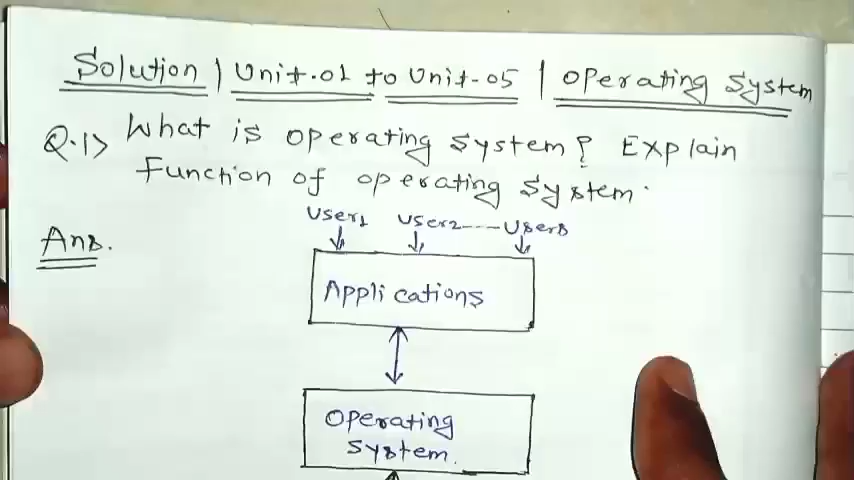 Solution | Unit.01 to Unit.05 | Operating System
Q.1> What is operating system? Explain
Function of operating system.
User1 User2----Users
Ans.
Applications
Operating
System.